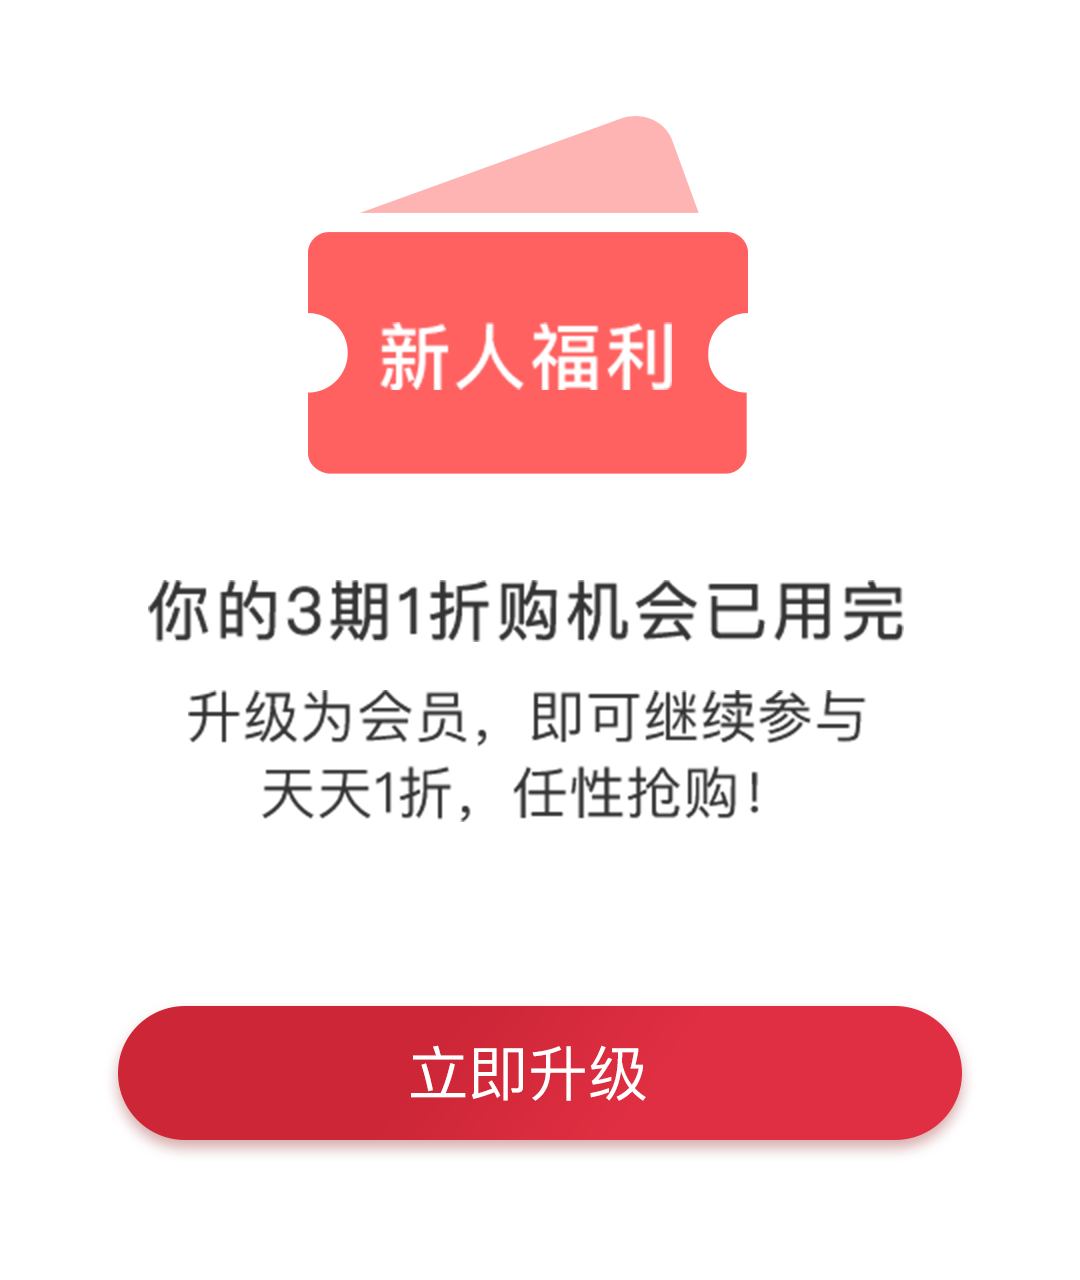 新人福利
你的3期1折购机会已用完
升级为会员，即可继续参与
天天1折，任性抢购！
立即升级